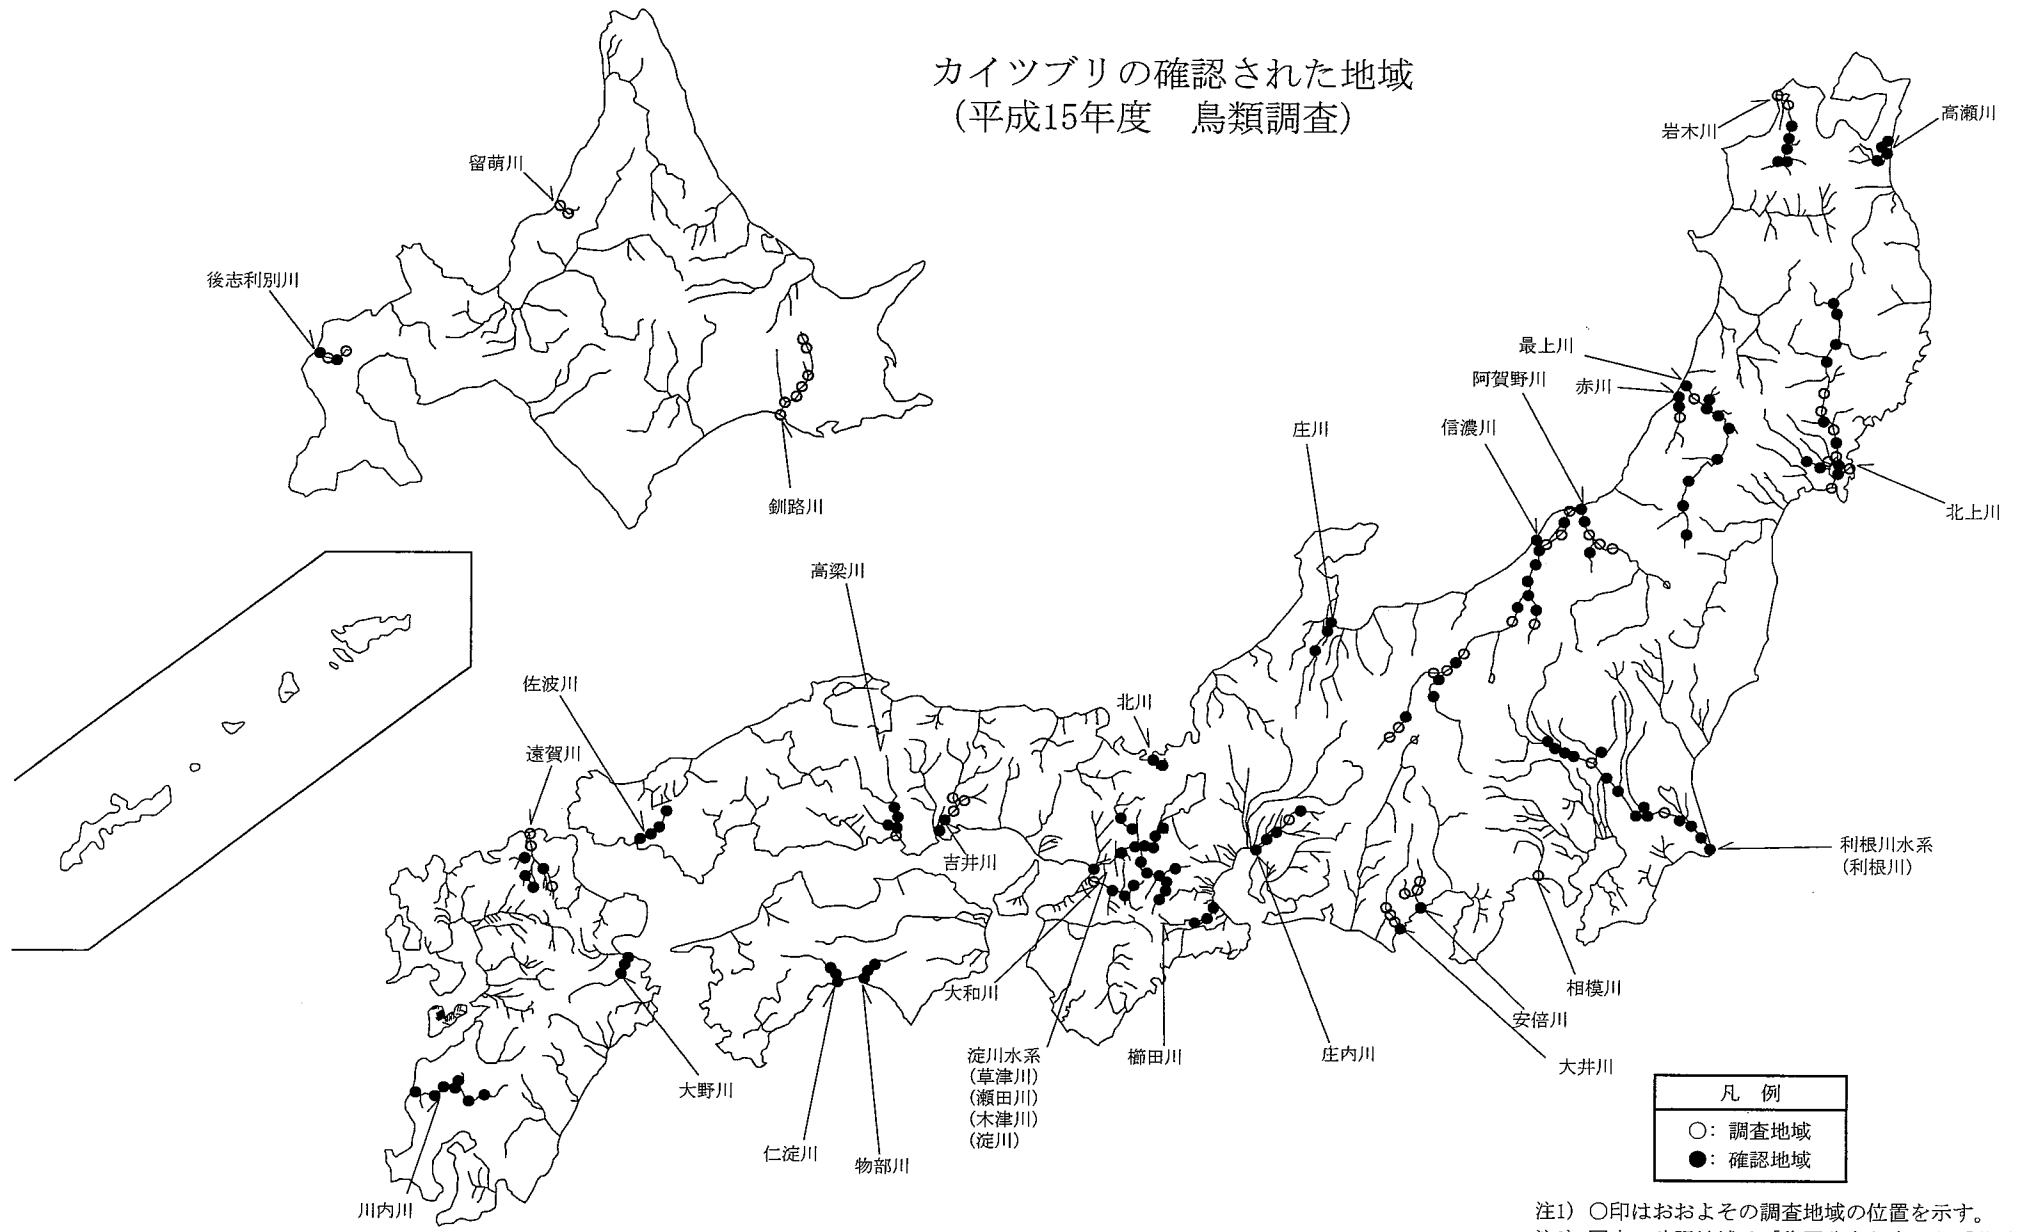 カイツブリの確認された地域
(平成15年度　鳥類調査)
留萌川
後志利別川
釧路川
岩木川
高瀬川
最上川
阿賀野川
赤川
信濃川
庄川
北上川
高梁川
佐波川
遠賀川
北川
吉井川
利根川水系
(利根川)
相模川
安倍川
大井川
庄内川
櫛田川
大和川
淀川水系
(草津川)
(瀬田川)
(木津川)
(淀川)
大野川
仁淀川
物部川
川内川
凡　例
○: 調査地域
●: 確認地域
注1) ○印はおおよその調査地域の位置を示す。